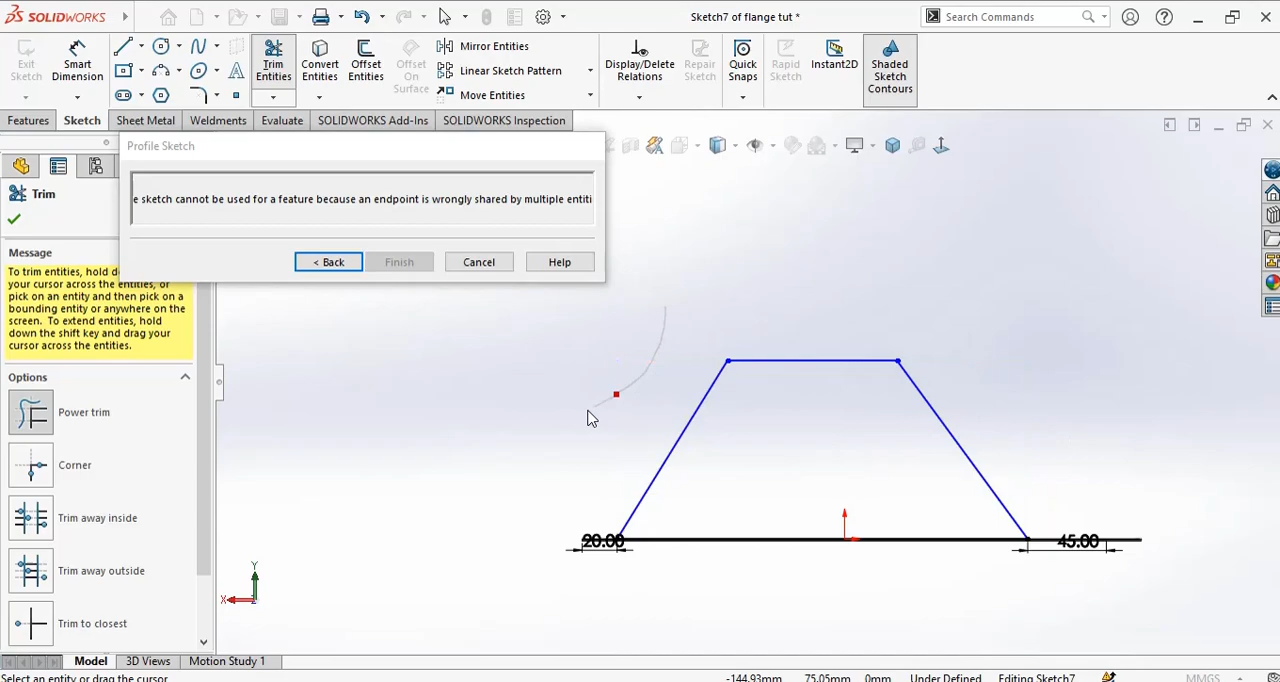 SOLIDWORKS
Sketch7 of flange tut *
Search Commands
Exit Sketch
Smart Dimension
Trim Entities
Convert Entities
Offset Entities
Offset On Surface
Mirror Entities
Linear Sketch Pattern
Move Entities
Display/Delete Relations
Repair Sketch
Quick Snaps
Rapid Sketch
Instant2D
Shaded Sketch Contours
Features
Sketch
Sheet Metal
Weldments
Evaluate
SOLIDWORKS Add-Ins
SOLIDWORKS Inspection
Profile Sketch
e sketch cannot be used for a feature because an endpoint is wrongly shared by multiple entiti
< Back
Finish
Cancel
Help
Trim
Message
To trim entities, hold d
your cursor across the entities, or
pick on an entity and then pick on a
bounding entity or anywhere on the
screen. To extend entities, hold
down the shift key and drag your
cursor across the entities.
Options
Power trim
Corner
Trim away inside
Trim away outside
Trim to closest
20.00
45.00
Y
X
Z
Model
3D Views
Motion Study 1
Select an entity or drag the cursor
-144.93mm
75.05mm
0mm
Under Defined
Editing Sketch7
MMGS